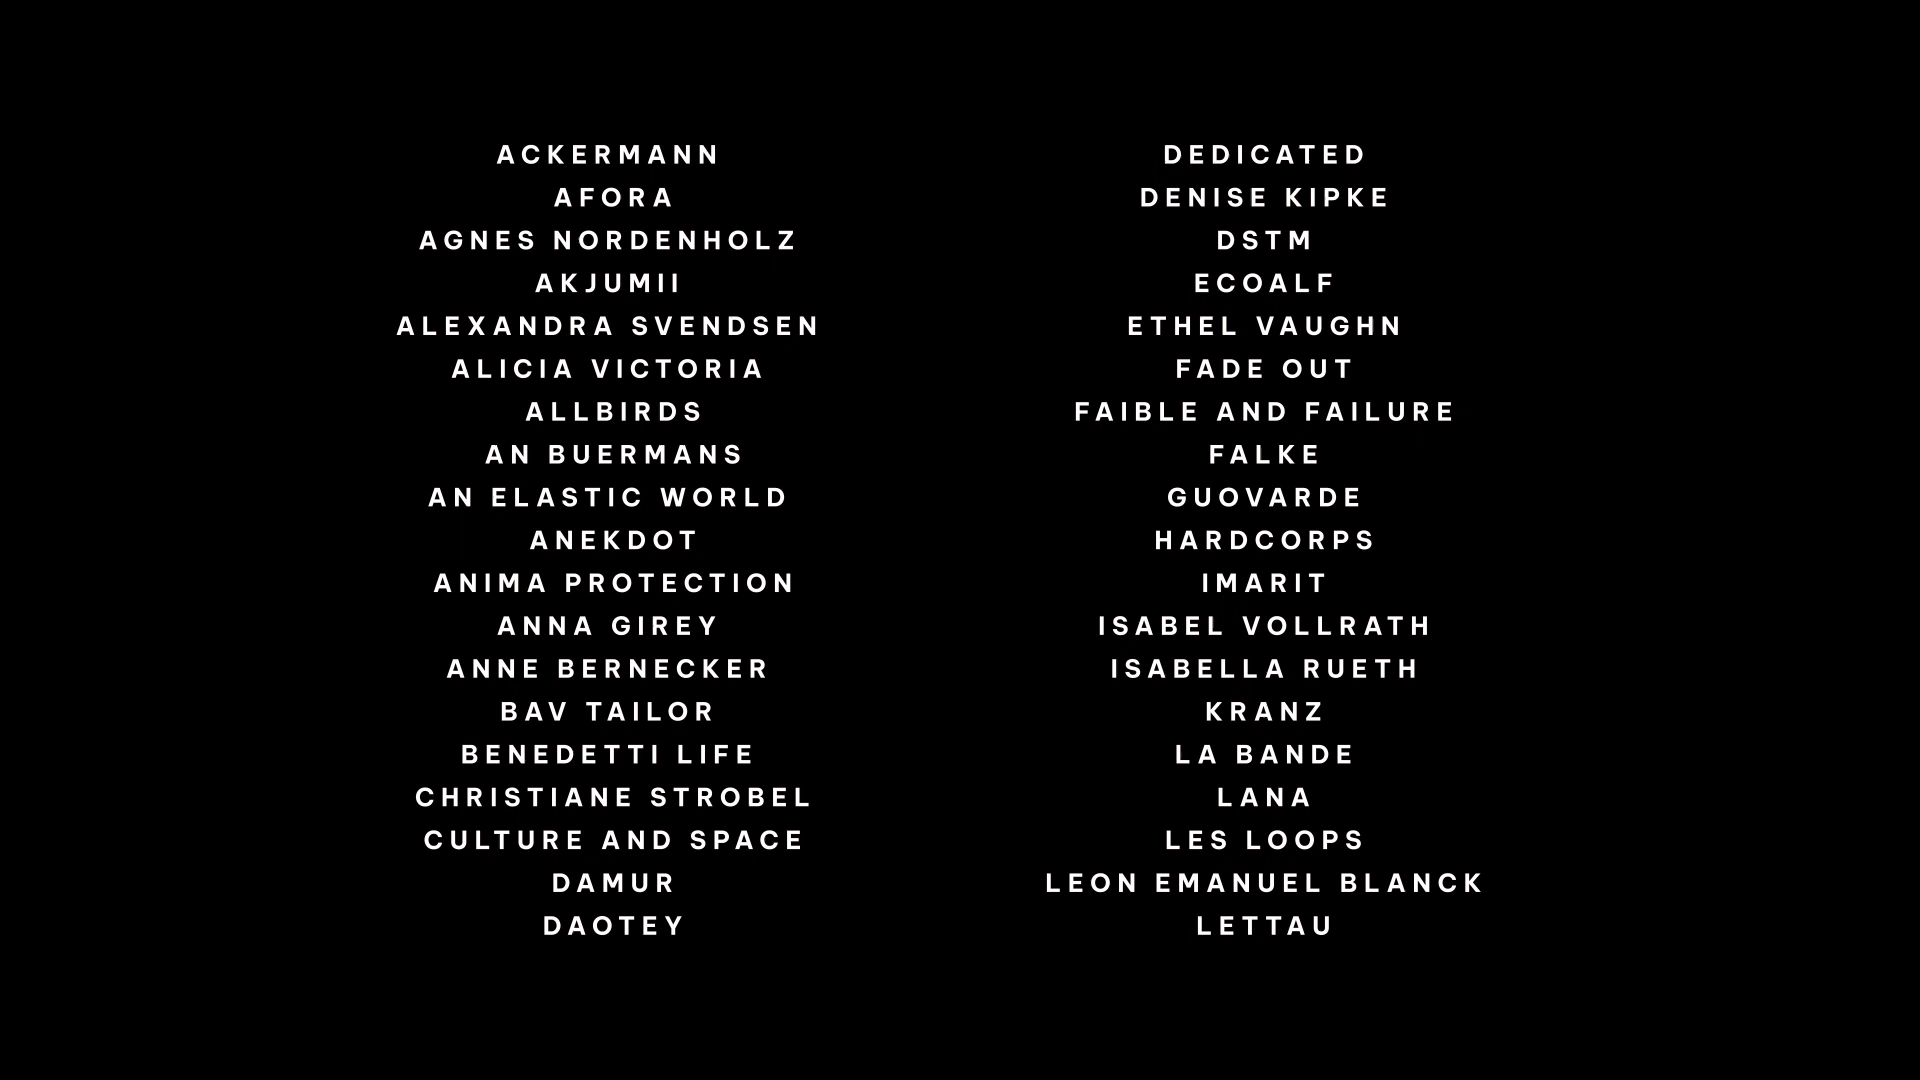 ACKERMANN
AFORA
AGNES NORDENHOLZ
AKJUMII
ALEXANDRA SVENDSEN
ALICIA VICTORIA
ALLBIRDS
AN BUERMANS
AN ELASTIC WORLD
ANEKDOT
ANIMA PROTECTION
ANNA GIREY
ANNE BERNECKER
BAV TAILOR
BENEDETTI LIFE
CHRISTIANE STROBEL
CULTURE AND SPACE
DAMUR
DAOTEY
DEDICATED
DENISE KIPKE
DSTM
ECOALF
ETHEL VAUGHN
FADE OUT
FAIBLE AND FAILURE
FALKE
GUOVARDE
HARDCORPS
IMARIT
ISABEL VOLLRATH
ISABELLA RUETH
KRANZ
LA BANDE
LANA
LES LOOPS
LEON EMANUEL BLANCK
LETTAU